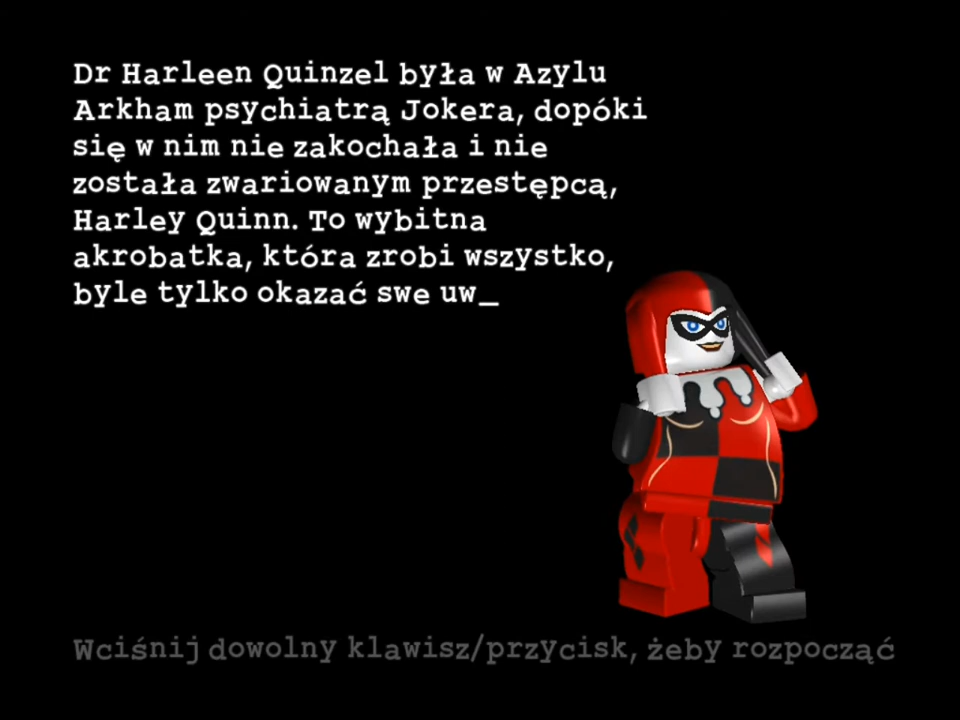 Dr Harleen Quinzel była w Azylu
Arkham psychiatrą Jokera, dopóki
się w nim nie zakochała i nie
została zwariowanym przestępcą,
Harley Quinn. To wybitna
akrobatka, która zrobi wszystko,
byle tylko okazać swe uw_
Wciśnij dowolny klawisz/przycisk, żeby rozpocząć